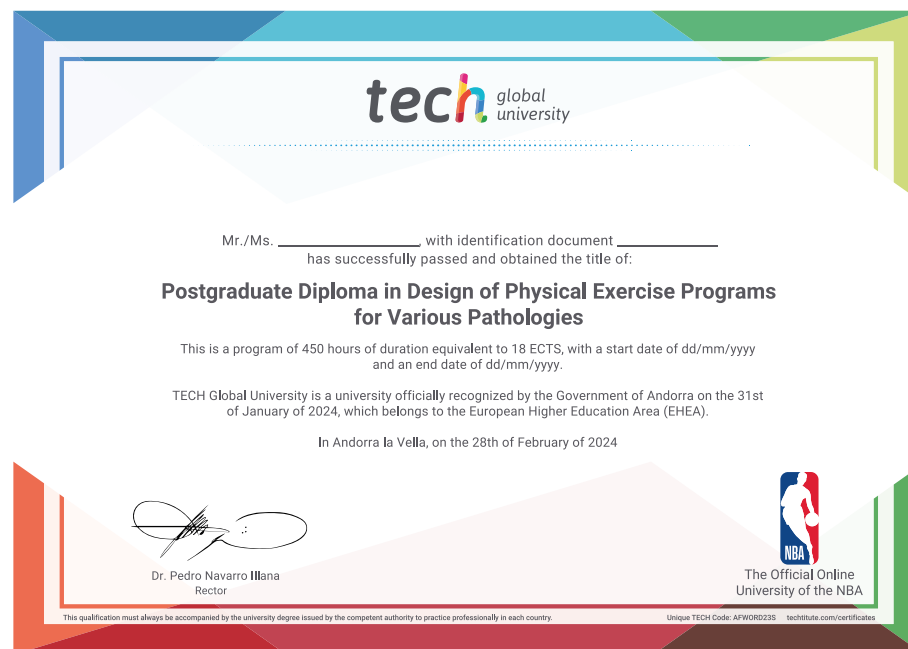 tech global
university
Mr./Ms. ________________, with identification document ____________
has successfully passed and obtained the title of:
Postgraduate Diploma in Design of Physical Exercise Programs
for Various Pathologies
This is a program of 450 hours of duration equivalent to 18 ECTS, with a start date of dd/mm/yyyy
and an end date of dd/mm/yyyy.
TECH Global University is a university officially recognized by the Government of Andorra on the 31st
of January of 2024, which belongs to the European Higher Education Area (EHEA).
In Andorra la Vella, on the 28th of February of 2024
Dr. Pedro Navarro Illana
Rector
NBA
The Official Online
University of the NBA
This qualification must always be accompanied by the university degree issued by the competent authority to practice professionally in each country.
Unique TECH Code: AFWORD23S techtitute.com/certificates